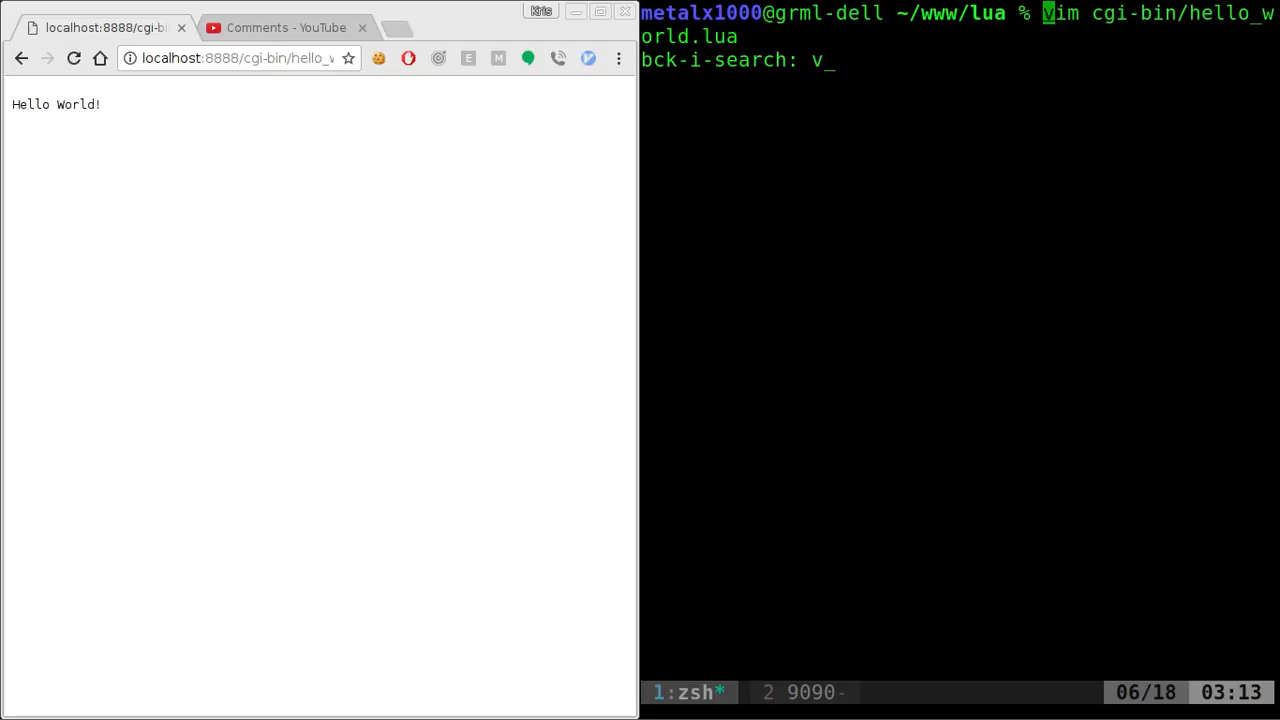 localhost:8888/cgi-bi
Comments - YouTube
Kris
localhost:8888/cgi-bin/hello_w
E
M
Hello World!
metalx1000@grml-dell ~/www/lua % vim cgi-bin/hello_w
orld.lua
bck-i-search: v_
1:zsh*
2 9090-
06/18
03:13